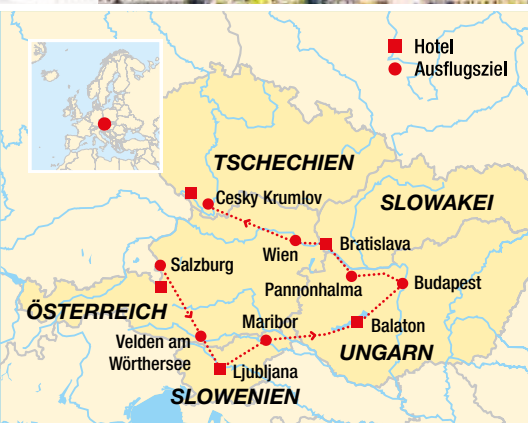 Hotel
Ausflugsziel
TSCHECHIEN
Cesky Krumlov
SLOWAKEI
Wien
Bratislava
Salzburg
Pannonhalma
Budapest
ÖSTERREICH
Maribor
Balaton
Velden am
Wörthersee
UNGARN
Ljubljana
SLOWENIEN